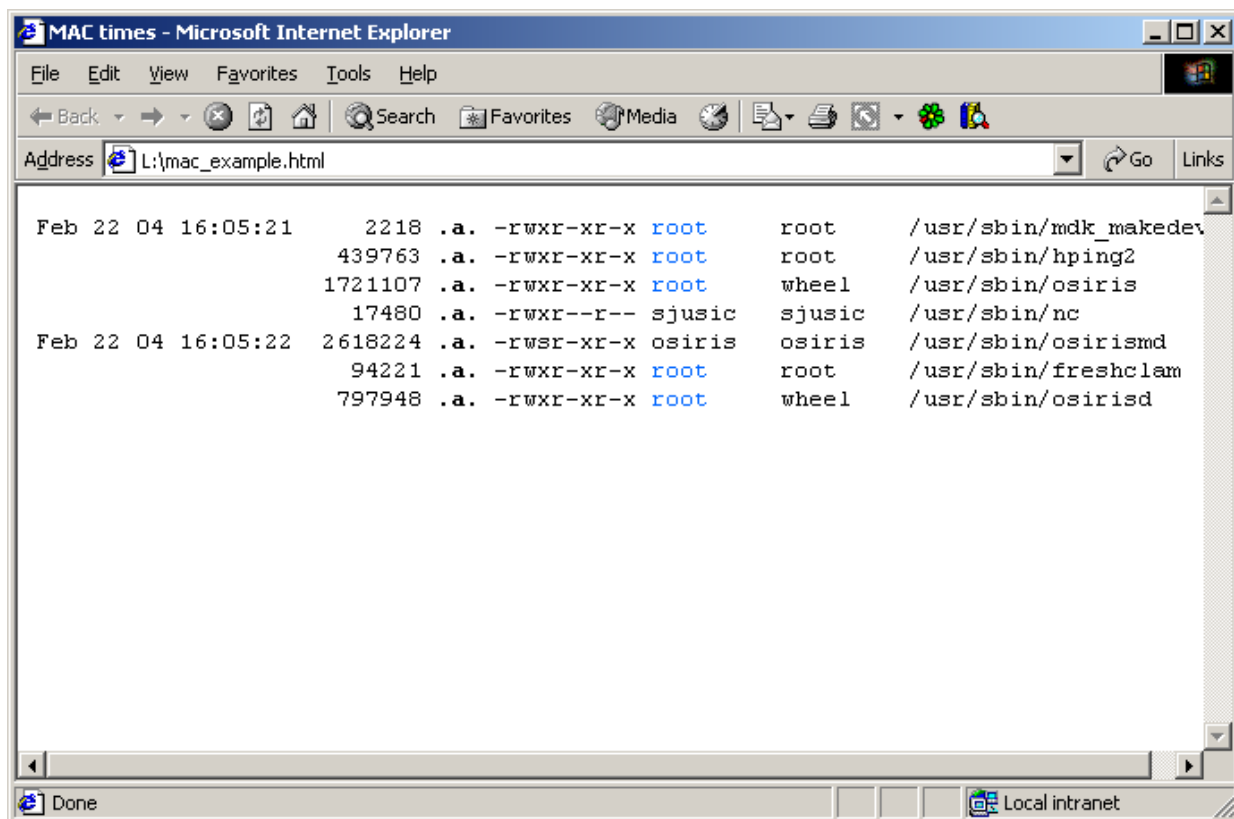 MAC times - Microsoft Internet Explorer
File Edit View Favorites Tools Help
Back Search Favorites Media
Address L:\mac_example.html Go Links
Feb 22 04 16:05:21 2218 .a. -rwxr-xr-x root root /usr/sbin/mdk_makedev
439763 .a. -rwxr-xr-x root root /usr/sbin/hping2
1721107 .a. -rwxr-xr-x root wheel /usr/sbin/osiris
17480 .a. -rwxr--r-- sjusic sjusic /usr/sbin/nc
Feb 22 04 16:05:22 2618224 .a. -rwsr-xr-x osiris osiris /usr/sbin/osirismd
94221 .a. -rwxr-xr-x root root /usr/sbin/freshclam
797948 .a. -rwxr-xr-x root wheel /usr/sbin/osirisd
Done Local intranet